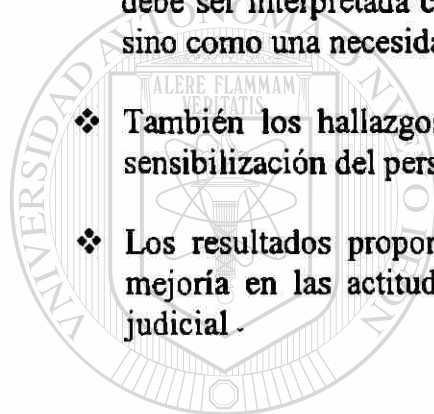 debe ser interpretada
sino como una necesida
ALERE FLAMMAM
VERITATIS
❖ También los hallazgo
sensibilización del pers
❖ Los resultados propor
mejoría en las actitud
judicial.